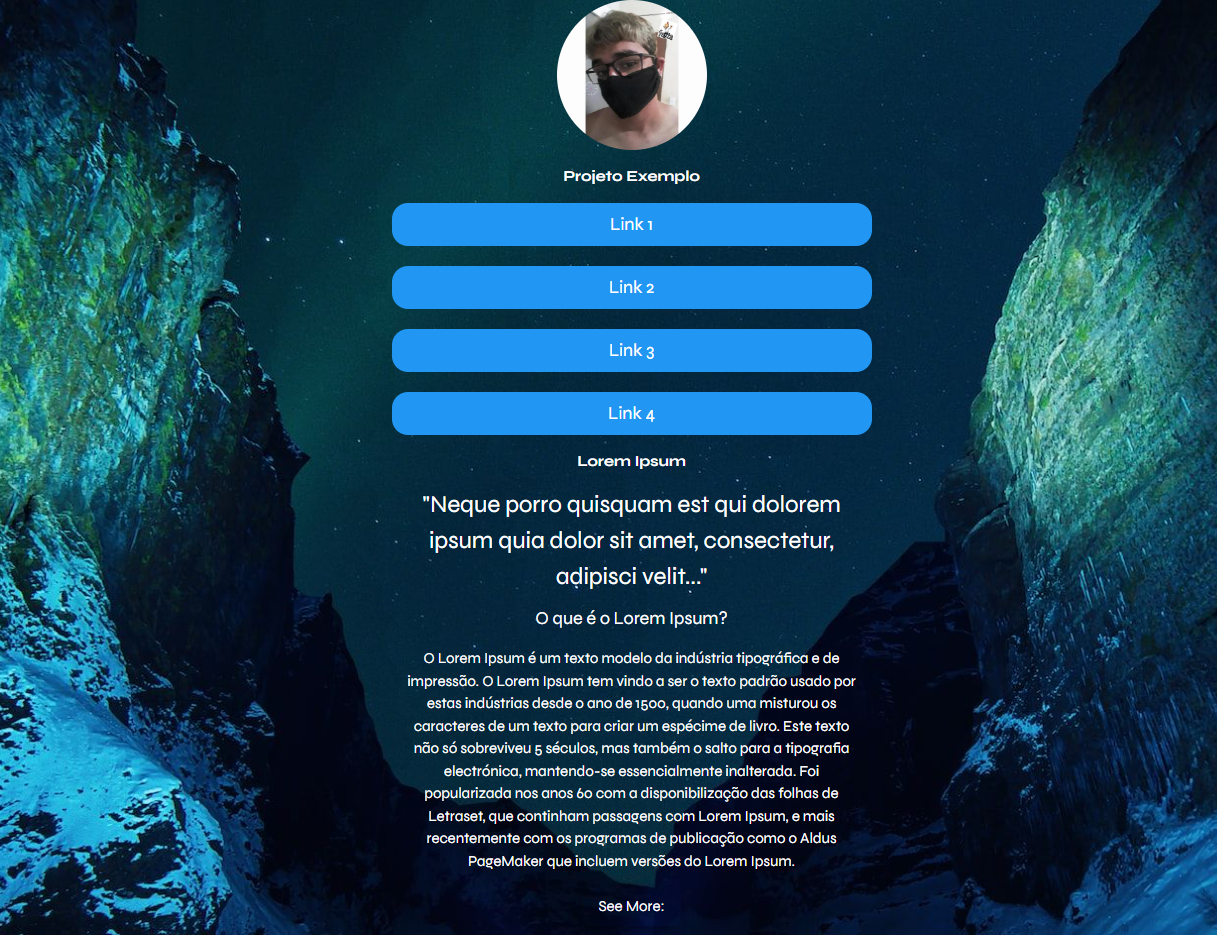 Projeto Exemplo
Link 1
Link 2
Link 3
Link 4
Lorem Ipsum
"Neque porro quisquam est qui dolorem
ipsum quia dolor sit amet, consectetur,
adipisci velit..."
O que é o Lorem Ipsum?
O Lorem Ipsum é um texto modelo da indústria tipográfica e de
impressão. O Lorem Ipsum tem vindo a ser o texto padrão usado por
estas indústrias desde o ano de 1500, quando uma misturou os
caracteres de um texto para criar um espécime de livro. Este texto
não só sobreviveu 5 séculos, mas também o salto para a tipografia
electrónica, mantendo-se essencialmente inalterada. Foi
popularizada nos anos 60 com a disponibilização das folhas de
Letraset, que continham passagens com Lorem Ipsum, e mais
recentemente com os programas de publicação como o Aldus
PageMaker que incluem versões do Lorem Ipsum.
See More: